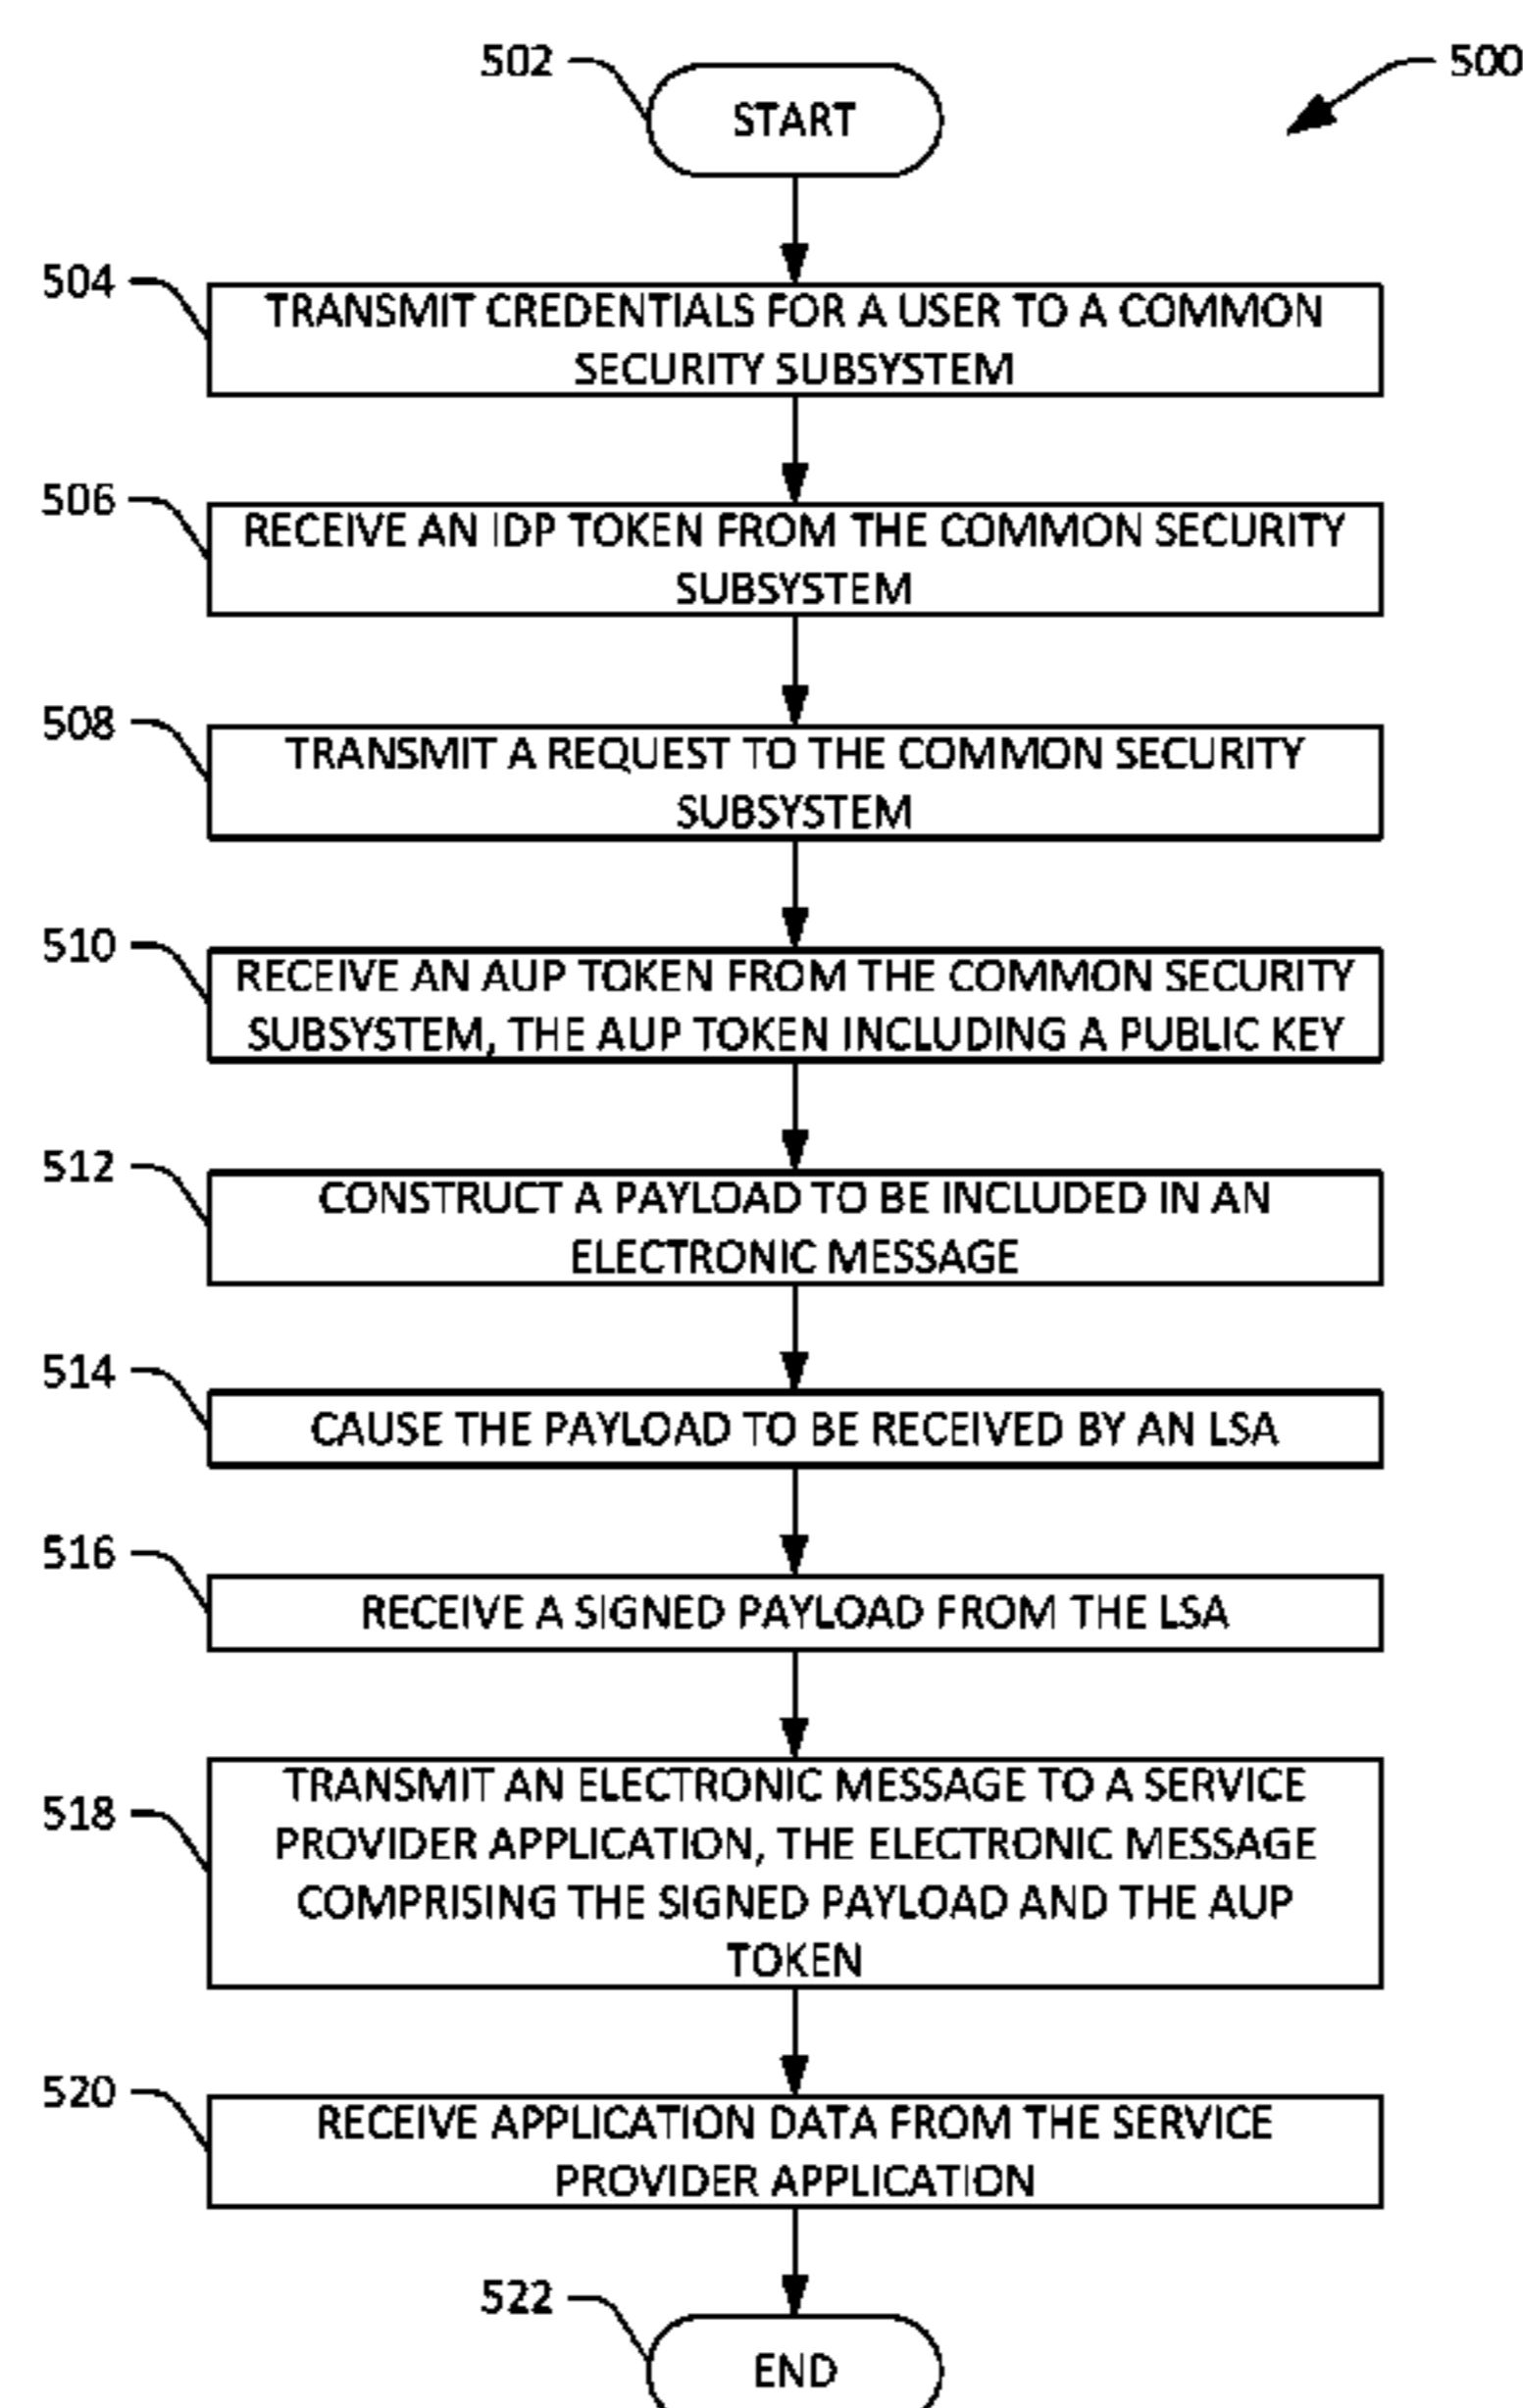 502
START
500
504
TRANSMIT CREDENTIALS FOR A USER TO A COMMON
SECURITY SUBSYSTEM
506
RECEIVE AN IDP TOKEN FROM THE COMMON SECURITY
SUBSYSTEM
508
TRANSMIT A REQUEST TO THE COMMON SECURITY
SUBSYSTEM
510
RECEIVE AN AUP TOKEN FROM THE COMMON SECURITY
SUBSYSTEM, THE AUP TOKEN INCLUDING A PUBLIC KEY
512
CONSTRUCT A PAYLOAD TO BE INCLUDED IN AN
ELECTRONIC MESSAGE
514
CAUSE THE PAYLOAD TO BE RECEIVED BY AN LSA
516
RECEIVE A SIGNED PAYLOAD FROM THE LSA
518
TRANSMIT AN ELECTRONIC MESSAGE TO A SERVICE
PROVIDER APPLICATION, THE ELECTRONIC MESSAGE
COMPRISING THE SIGNED PAYLOAD AND THE AUP
TOKEN
520
RECEIVE APPLICATION DATA FROM THE SERVICE
PROVIDER APPLICATION
522
END